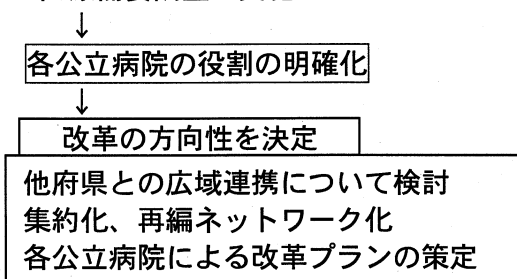 ↓
各公立病院の役割の明確化
↓
改革の方向性を決定
他府県との広域連携について検討
集約化、再編ネットワーク化
各公立病院による改革プランの策定